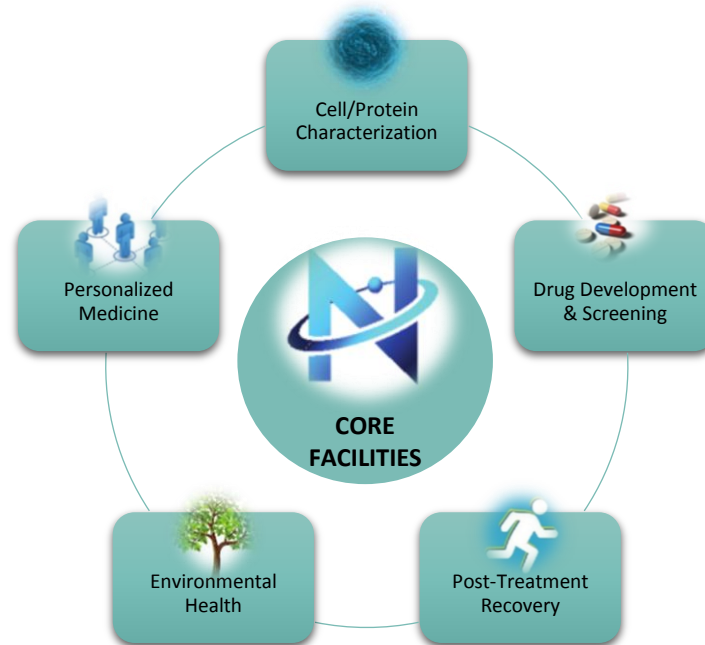 Cell/Protein
Characterization
Personalized
Medicine
Drug Development
& Screening
N
CORE
FACILITIES
Environmental
Health
Post-Treatment
Recovery